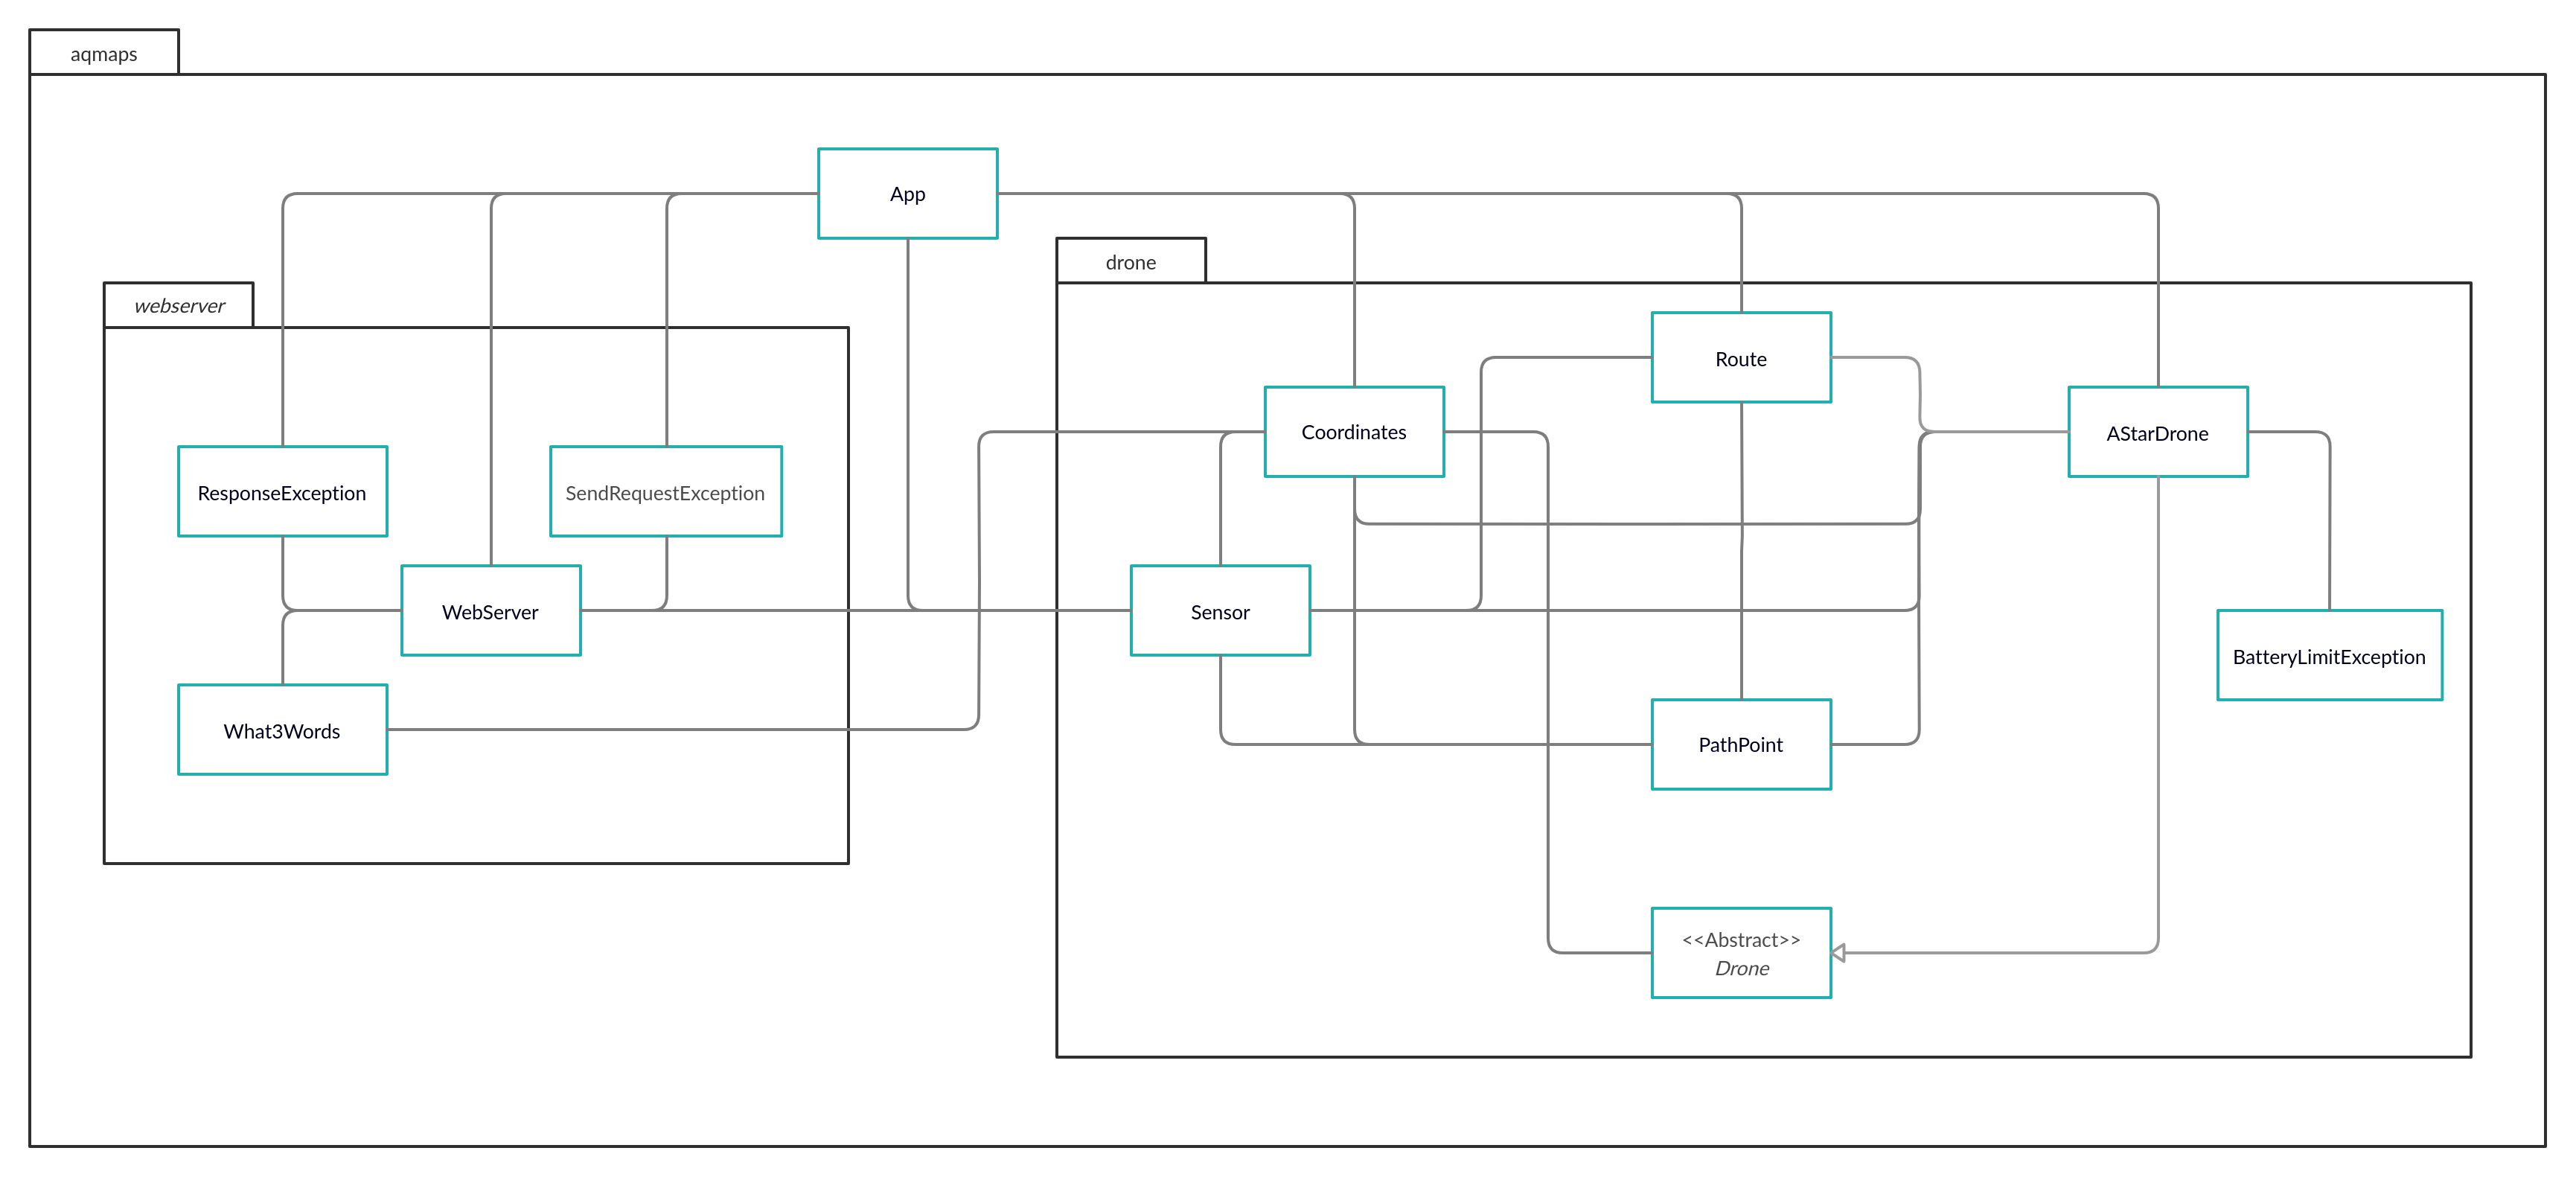 aqmaps
App
drone
webserver
Route
Coordinates
AStarDrone
ResponseException
SendRequestException
WebServer
Sensor
BatteryLimitException
What3Words
PathPoint
<<Abstract>>
Drone